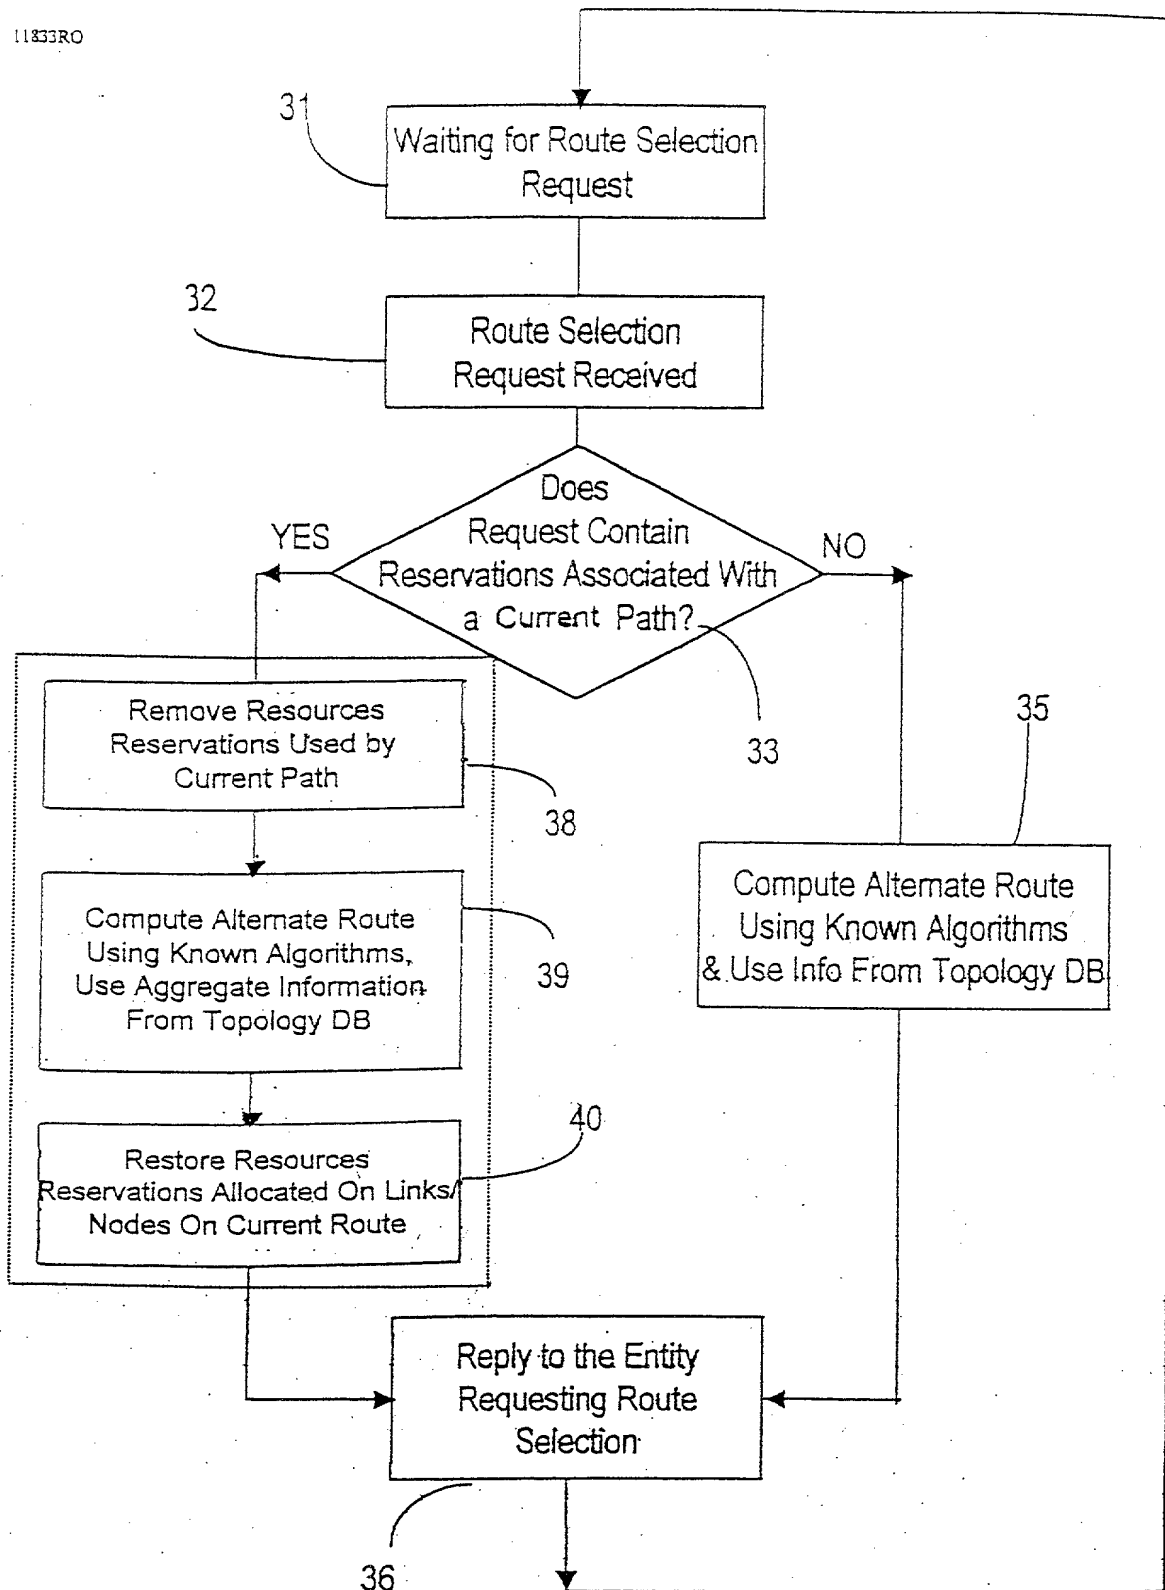 11833RO
31
Waiting for Route Selection
Request
32
Route Selection
Request Received
Does
Request Contain
Reservations Associated With
a Current Path?
YES
NO
33
Remove Resources
Reservations Used by
Current Path
38
35
Compute Alternate Route
Using Known Algorithms,
Use Aggregate Information
From Topology DB
39
Compute Alternate Route
Using Known Algorithms
& Use Info From Topology DB
40
Restore Resources
Reservations Allocated On Links/
Nodes On Current Route
Reply to the Entity
Requesting Route
Selection
36